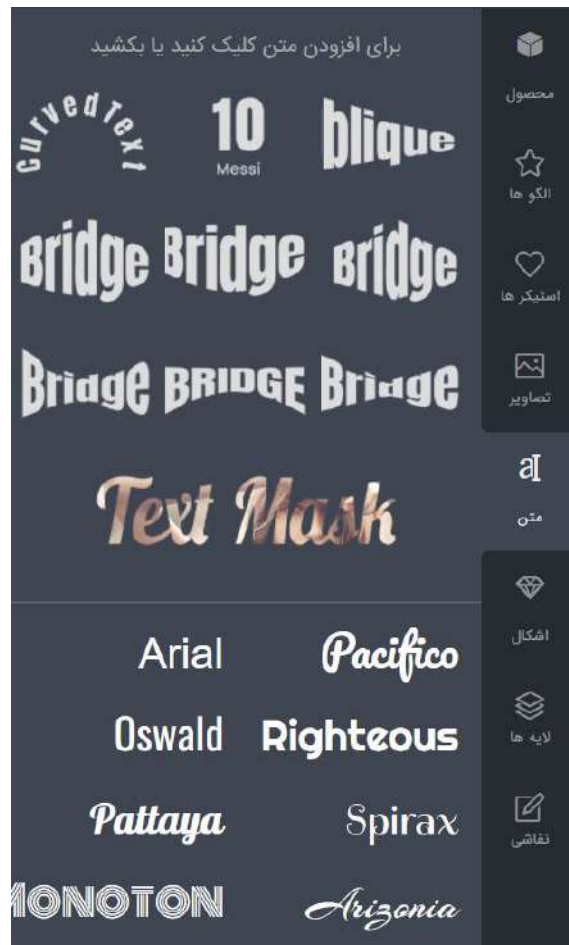 برای افزودن متن کلیک کنید یا بکشید
CurvedText
10
Messi
blique
Bridge Bridge Bridge
Bridge BRIDGE Bridge
Text Mask
Arial Pacifico
Oswald Righteous
Pattaya Spirax
MONOTON Arizonia
محصول
الگو ها
استیکر ها
تصاویر
متن
اشکال
لایه ها
نقاشی